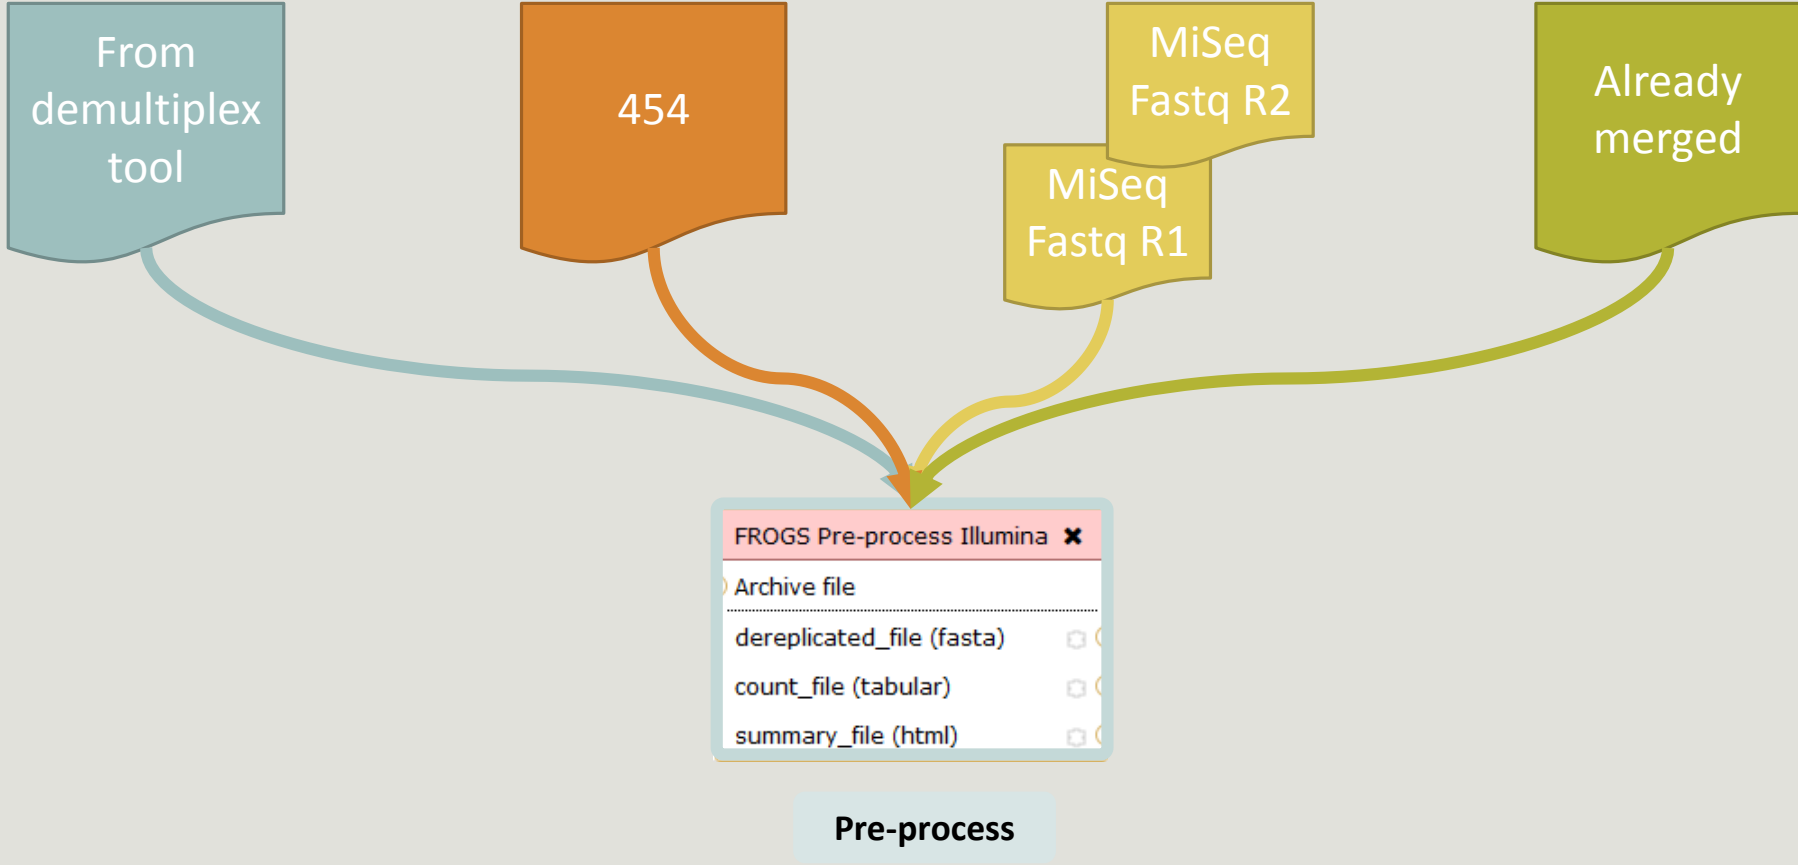 From
demultiplex
tool
454
MiSeq
Fastq R2
MiSeq
Fastq R1
Already
merged
FROGS Pre-process Illumina ✖
Archive file
dereplicated_file (fasta)
count_file (tabular)
summary_file (html)
Pre-process